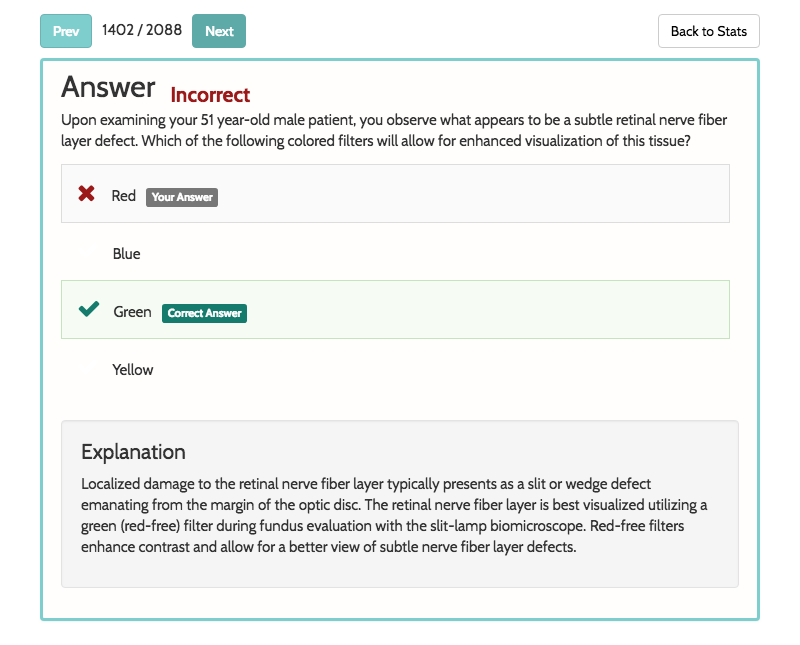 Prev 1402 / 2088 Next Back to Stats
Answer Incorrect
Upon examining your 51 year-old male patient, you observe what appears to be a subtle retinal nerve fiber
layer defect. Which of the following colored filters will allow for enhanced visualization of this tissue?
Red Your Answer
Blue
Green Correct Answer
Yellow
Explanation
Localized damage to the retinal nerve fiber layer typically presents as a slit or wedge defect
emanating from the margin of the optic disc. The retinal nerve fiber layer is best visualized utilizing a
green (red-free) filter during fundus evaluation with the slit-lamp biomicroscope. Red-free filters
enhance contrast and allow for a better view of subtle nerve fiber layer defects.